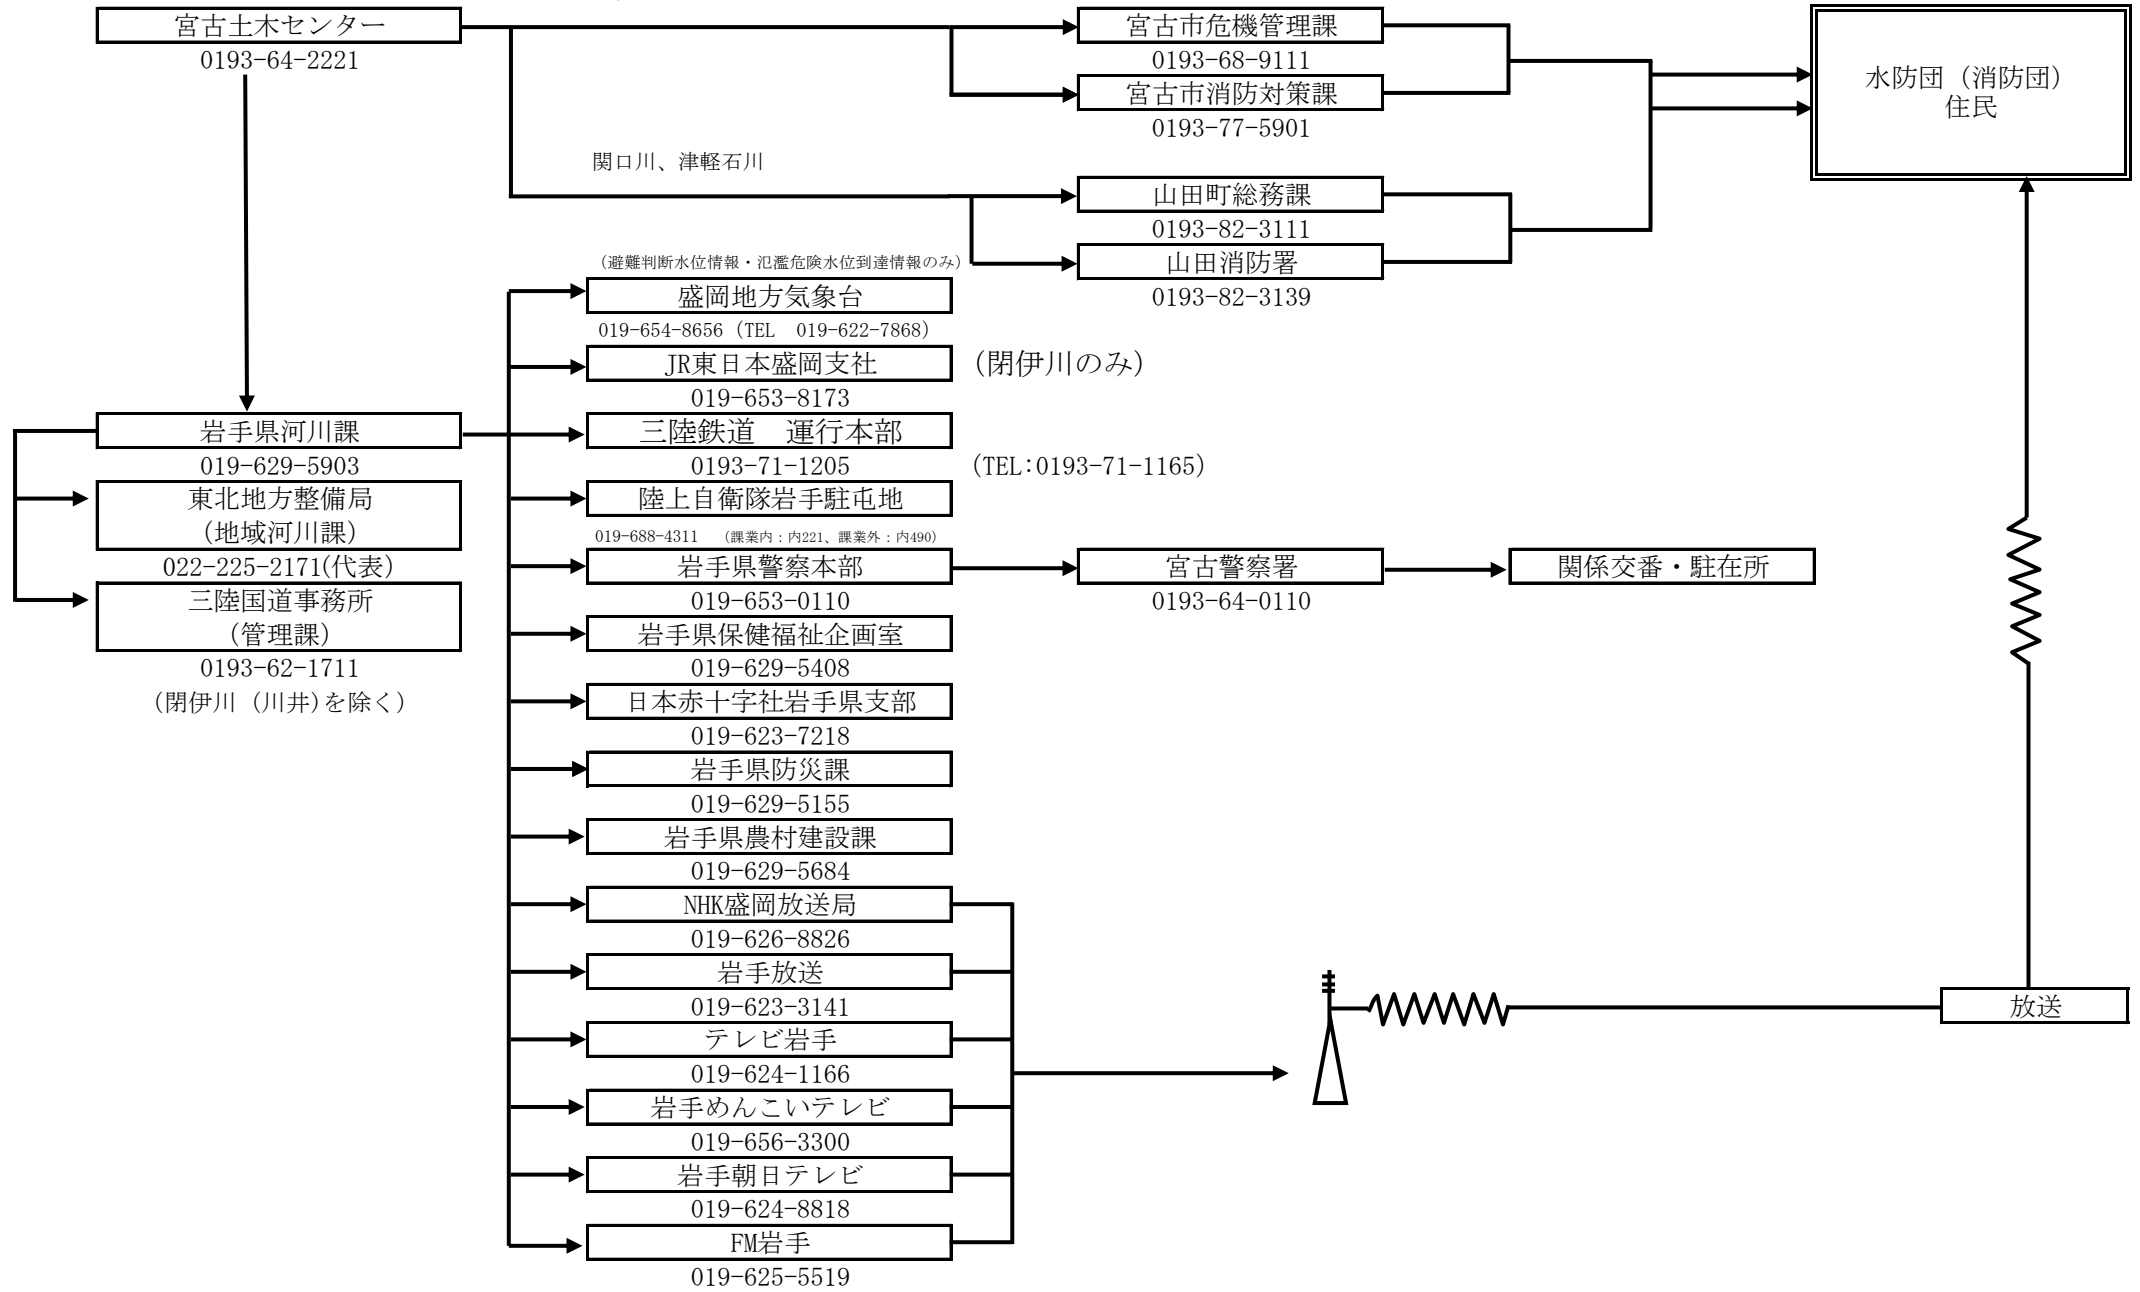 宮古土木センター
0193-64-2221
宮古市危機管理課
0193-68-9111
宮古市消防対策課
0193-77-5901
水防団（消防団）
住民
関口川、津軽石川
山田町総務課
0193-82-3111
山田消防署
0193-82-3139
（避難判断水位情報・氾濫危険水位到達情報のみ）
盛岡地方気象台
019-654-8656（TEL　019-622-7868）
JR東日本盛岡支社
（閉伊川のみ）
019-653-8173
岩手県河川課
019-629-5903
三陸鉄道　運行本部
0193-71-1205
（TEL:0193-71-1165）
東北地方整備局
（地域河川課）
022-225-2171(代表）
陸上自衛隊岩手駐屯地
019-688-4311　（課業内：内221、課業外：内490）
三陸国道事務所
（管理課）
0193-62-1711
（閉伊川（川井)を除く）
岩手県警察本部
019-653-0110
宮古警察署
0193-64-0110
関係交番・駐在所
岩手県保健福祉企画室
019-629-5408
日本赤十字社岩手県支部
019-623-7218
岩手県防災課
019-629-5155
岩手県農村建設課
019-629-5684
NHK盛岡放送局
019-626-8826
岩手放送
019-623-3141
テレビ岩手
019-624-1166
岩手めんこいテレビ
019-656-3300
岩手朝日テレビ
019-624-8818
FM岩手
019-625-5519
放送